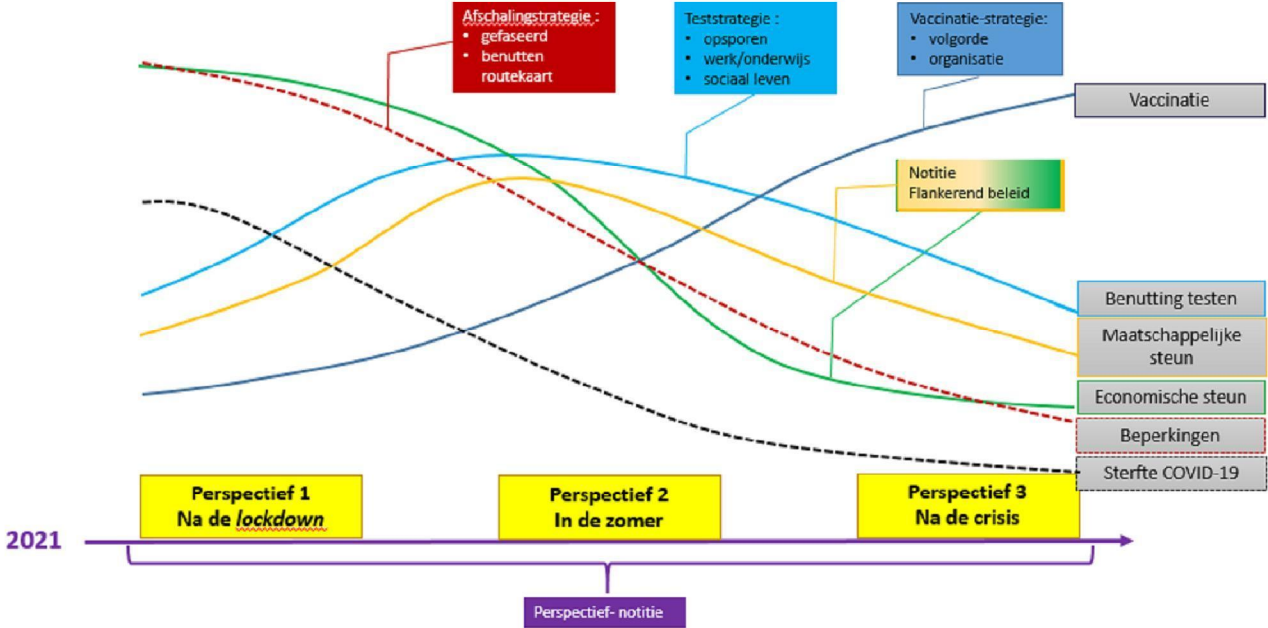 Afschalingstrategie :
• gefaseerd
• benutten
routekaart
Teststrategie :
• opsporen
• werk/onderwijs
• sociaal leven
Vaccinatie-strategie:
• volgorde
• organisatie
Vaccinatie
Notitie
Flankerend beleid
Benutting testen
Maatschappelijke
steun
Economische steun
Beperkingen
Sterfte COVID-19
Perspectief 1
Na de lockdown
Perspectief 2
In de zomer
Perspectief 3
Na de crisis
2021
Perspectief- notitie